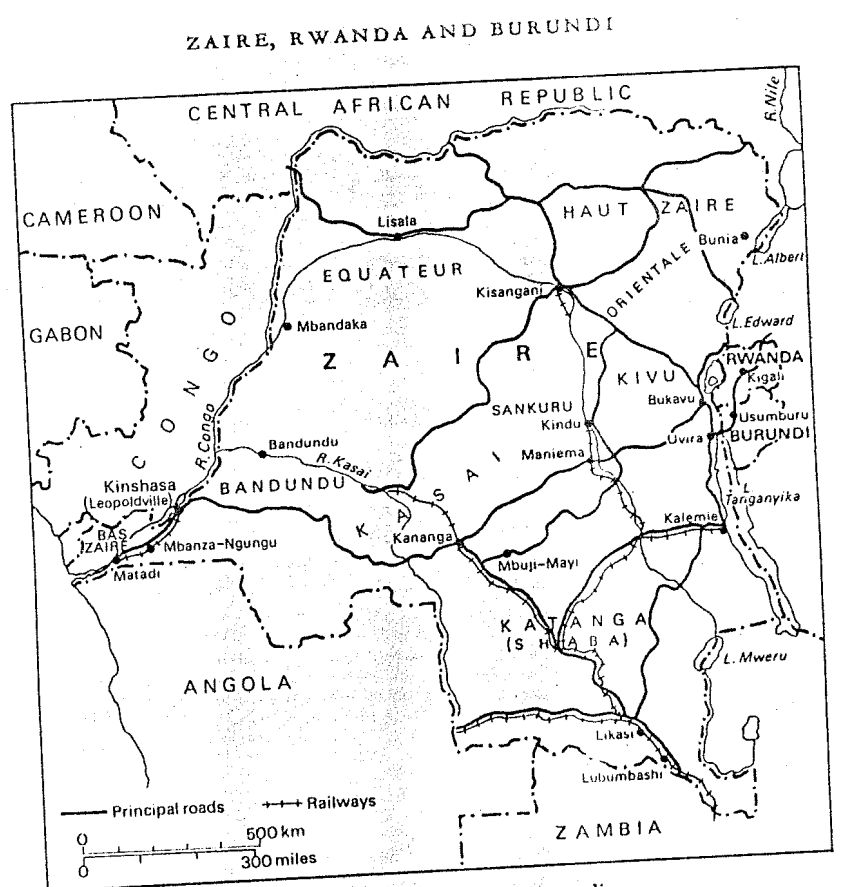 ZAIRE, RWANDA AND BURUNDI
CENTRAL AFRICAN REPUBLIC
R.Nile
CAMEROON
Lisala
HAUT ZAIRE
Bunia
L.Albert
EQUATEUR
Kisangani
ORIENTALE
GABON
Mbandaka
L.Edward
CONGO
ZAIRE
RWANDA
KIVU
Kigali
SANKURU
Bukavu
Kindu
Usumburu
R.Congo
Bandundu
Uvira
BURUNDI
R.Kasai
Maniema
Kinshasa
(Leopoldville)
BANDUNDU
KASAI
L.
Tanganyika
BAS
ZAIRE
Mbanza-Ngungu
Kananga
Kalemie
Matadi
Mbuji-Mayi
KATANGA
(SHABA)
L.Mweru
ANGOLA
Likasi
Lubumbashi
Principal roads
Railways
0 500 km
0 300 miles
ZAMBIA